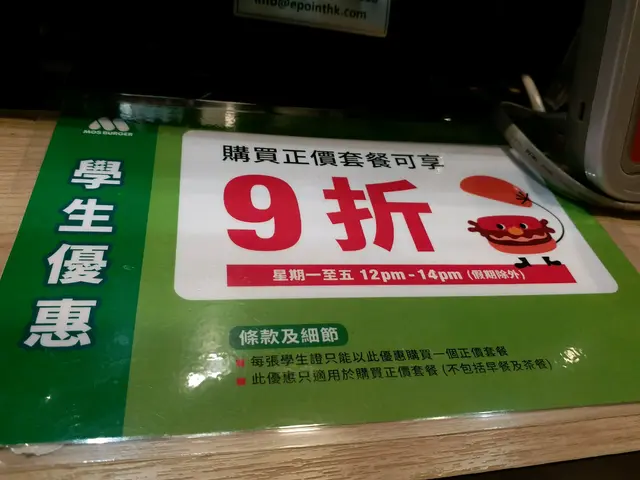 info@epointhk.com
MOS BURGER
學生優惠
購買正價套餐可享
9折
星期一至五 12pm - 14pm (假期除外)
條款及細節
每張學生證只能以此優惠購買一個正價套餐
此優惠只適用於購買正價套餐 (不包括早餐及茶餐)